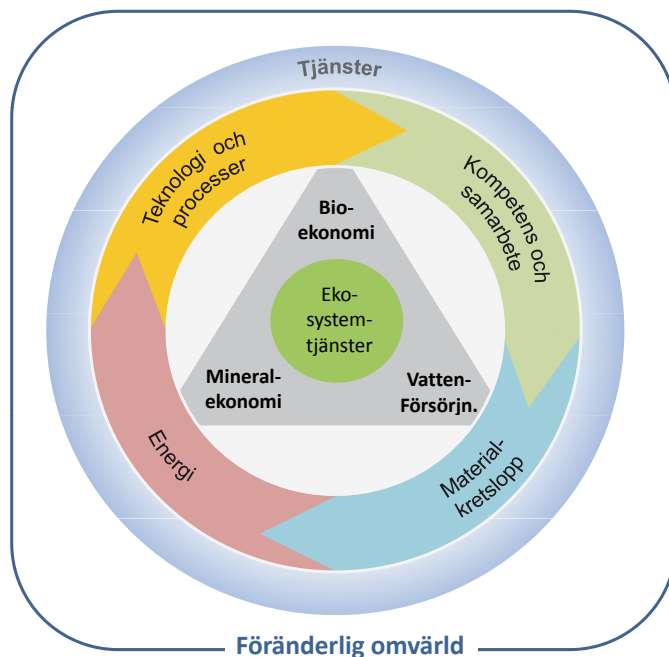 Tjänster
Teknologi och
processer
Kompetens och
samarbete
Bio-
ekonomi
Eko-
system-
tjänster
Mineral-
ekonomi
Vatten-
Försörjn.
Energi
Material-
kretslopp
Föränderlig omvärld